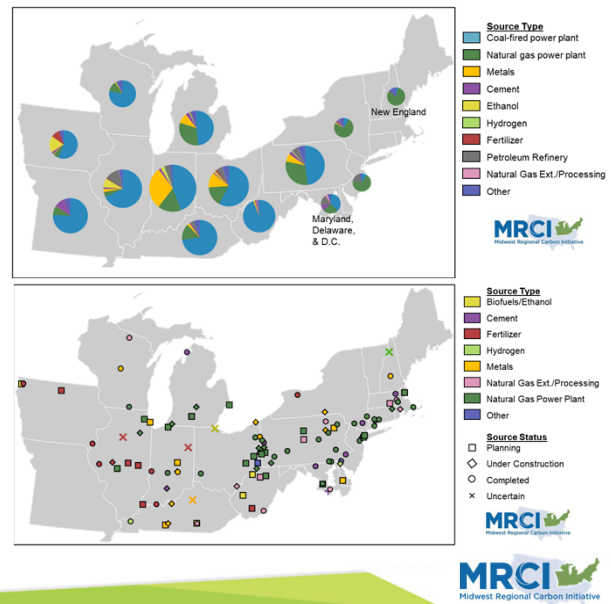 Source Type
Coal-fired power plant
Natural gas power plant
Metals
Cement
Ethanol
Hydrogen
Fertilizer
Petroleum Refinery
Natural Gas Ext./Processing
Other
New England
Maryland,
Delaware,
& D.C.
MRCI
Midwest Regional Carbon Initiative
Source Type
Biofuels/Ethanol
Cement
Fertilizer
Hydrogen
Metals
Natural Gas Ext./Processing
Natural Gas Power Plant
Other
Source Status
Planning
Under Construction
Completed
Uncertain
MRCI
Midwest Regional Carbon Initiative
MRCI
Midwest Regional Carbon Initiative